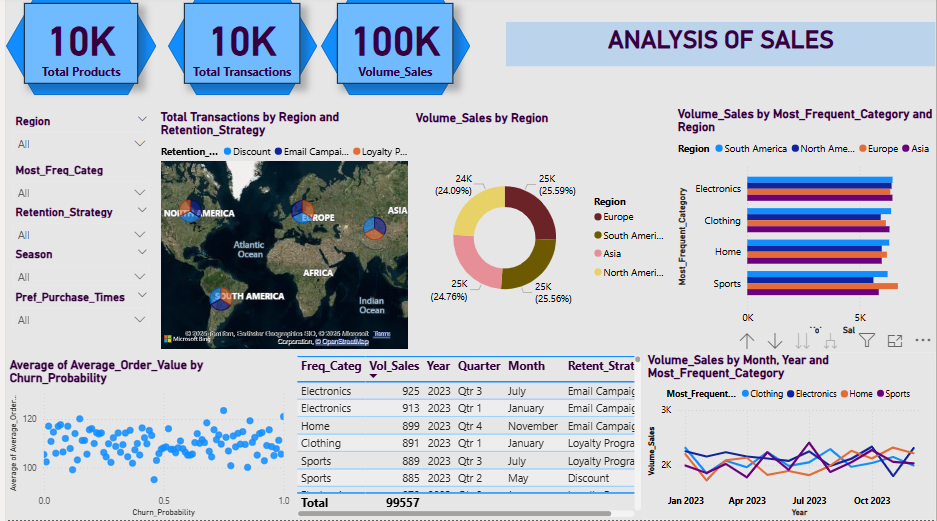 10K
Total Products
10K
Total Transactions
100K
Volume_Sales
ANALYSIS OF SALES
Region
All
Most_Freq_Categ
All
Retention_Strategy
All
Season
All
Pref_Purchase_Times
All
Total Transactions by Region and
Retention_Strategy
Retention_... Discount Email Campai... Loyalty P...
NORTH AMERICA
EUROPE
ASIA
Atlantic
Ocean
AFRICA
SOUTH AMERICA
Indian
Ocean
Microsoft Bing
© 2025 TomTom, Earthstar Geographics SIO, © 2025 Microsoft Terms
Corporation, © OpenStreetMap
Volume_Sales by Region
24K
(24.09%)
25K
(25.59%)
25K
(24.76%)
25K
(25.56%)
Region
Europe
South Ameri...
Asia
North Ameri...
Volume_Sales by Most_Frequent_Category and
Region
Region South America North Ame... Europe Asia
Most_Frequent_Category
Electronics
Clothing
Home
Sports
0K 5K
Average of Average_Order_Value by
Churn_Probability
Average of Average_Order...
120
100
0.0 0.5 1.0
Churn_Probability
Freq_Categ Vol_Sales Year Quarter Month Retent_Strat
Electronics 925 2023 Qtr 3 July Email Campaig
Electronics 913 2023 Qtr 1 January Email Campaig
Home 899 2023 Qtr 4 November Email Campaig
Clothing 891 2023 Qtr 1 January Loyalty Progra
Sports 889 2023 Qtr 3 July Loyalty Progra
Sports 885 2023 Qtr 2 May Discount
Total 99557
Volume_Sales by Month, Year and
Most_Frequent_Category
Most_Frequent... Clothing Electronics Home Sports
Volume_Sales
3K
2K
Jan 2023 Apr 2023 Jul 2023 Oct 2023
Year